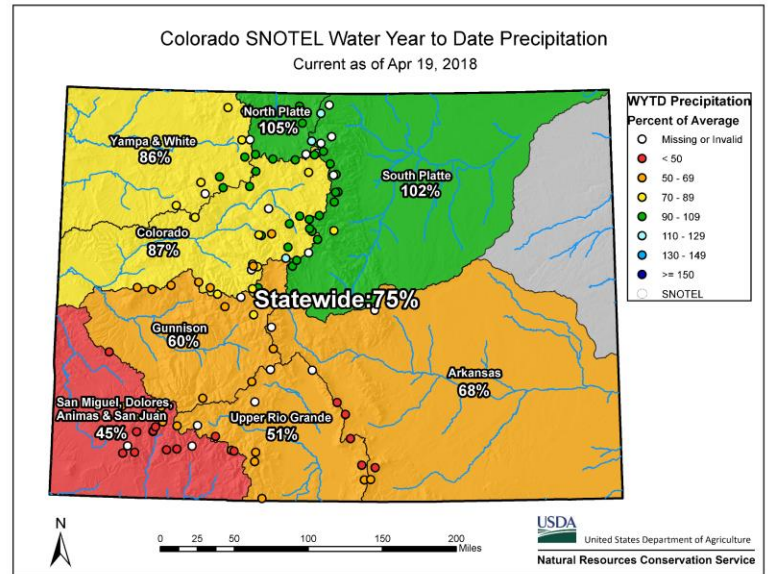 Colorado SNOTEL Water Year to Date Precipitation
Current as of Apr 19, 2018
North Platte
105%
Yampa & White
86%
South Platte
102%
Colorado
87%
Statewide:75%
Gunnison
60%
Arkansas
68%
San Miguel, Dolores,
Animas & San Juan
45%
Upper Rio Grande
51%
WYTD Precipitation
Percent of Average
Missing or Invalid
< 50
50 - 69
70 - 89
90 - 109
110 - 129
130 - 149
>= 150
SNOTEL
N
0 50 100 150 200
Miles
USDA
United States Department of Agriculture
Natural Resources Conservation Service